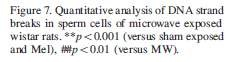 Figure 7. Quantitative analysis of DNA strand
breaks in sperm cells of microwave exposed
wistar rats. **p<0.001 (versus sham exposed
and Mel), ##p<0.01 (versus MW).